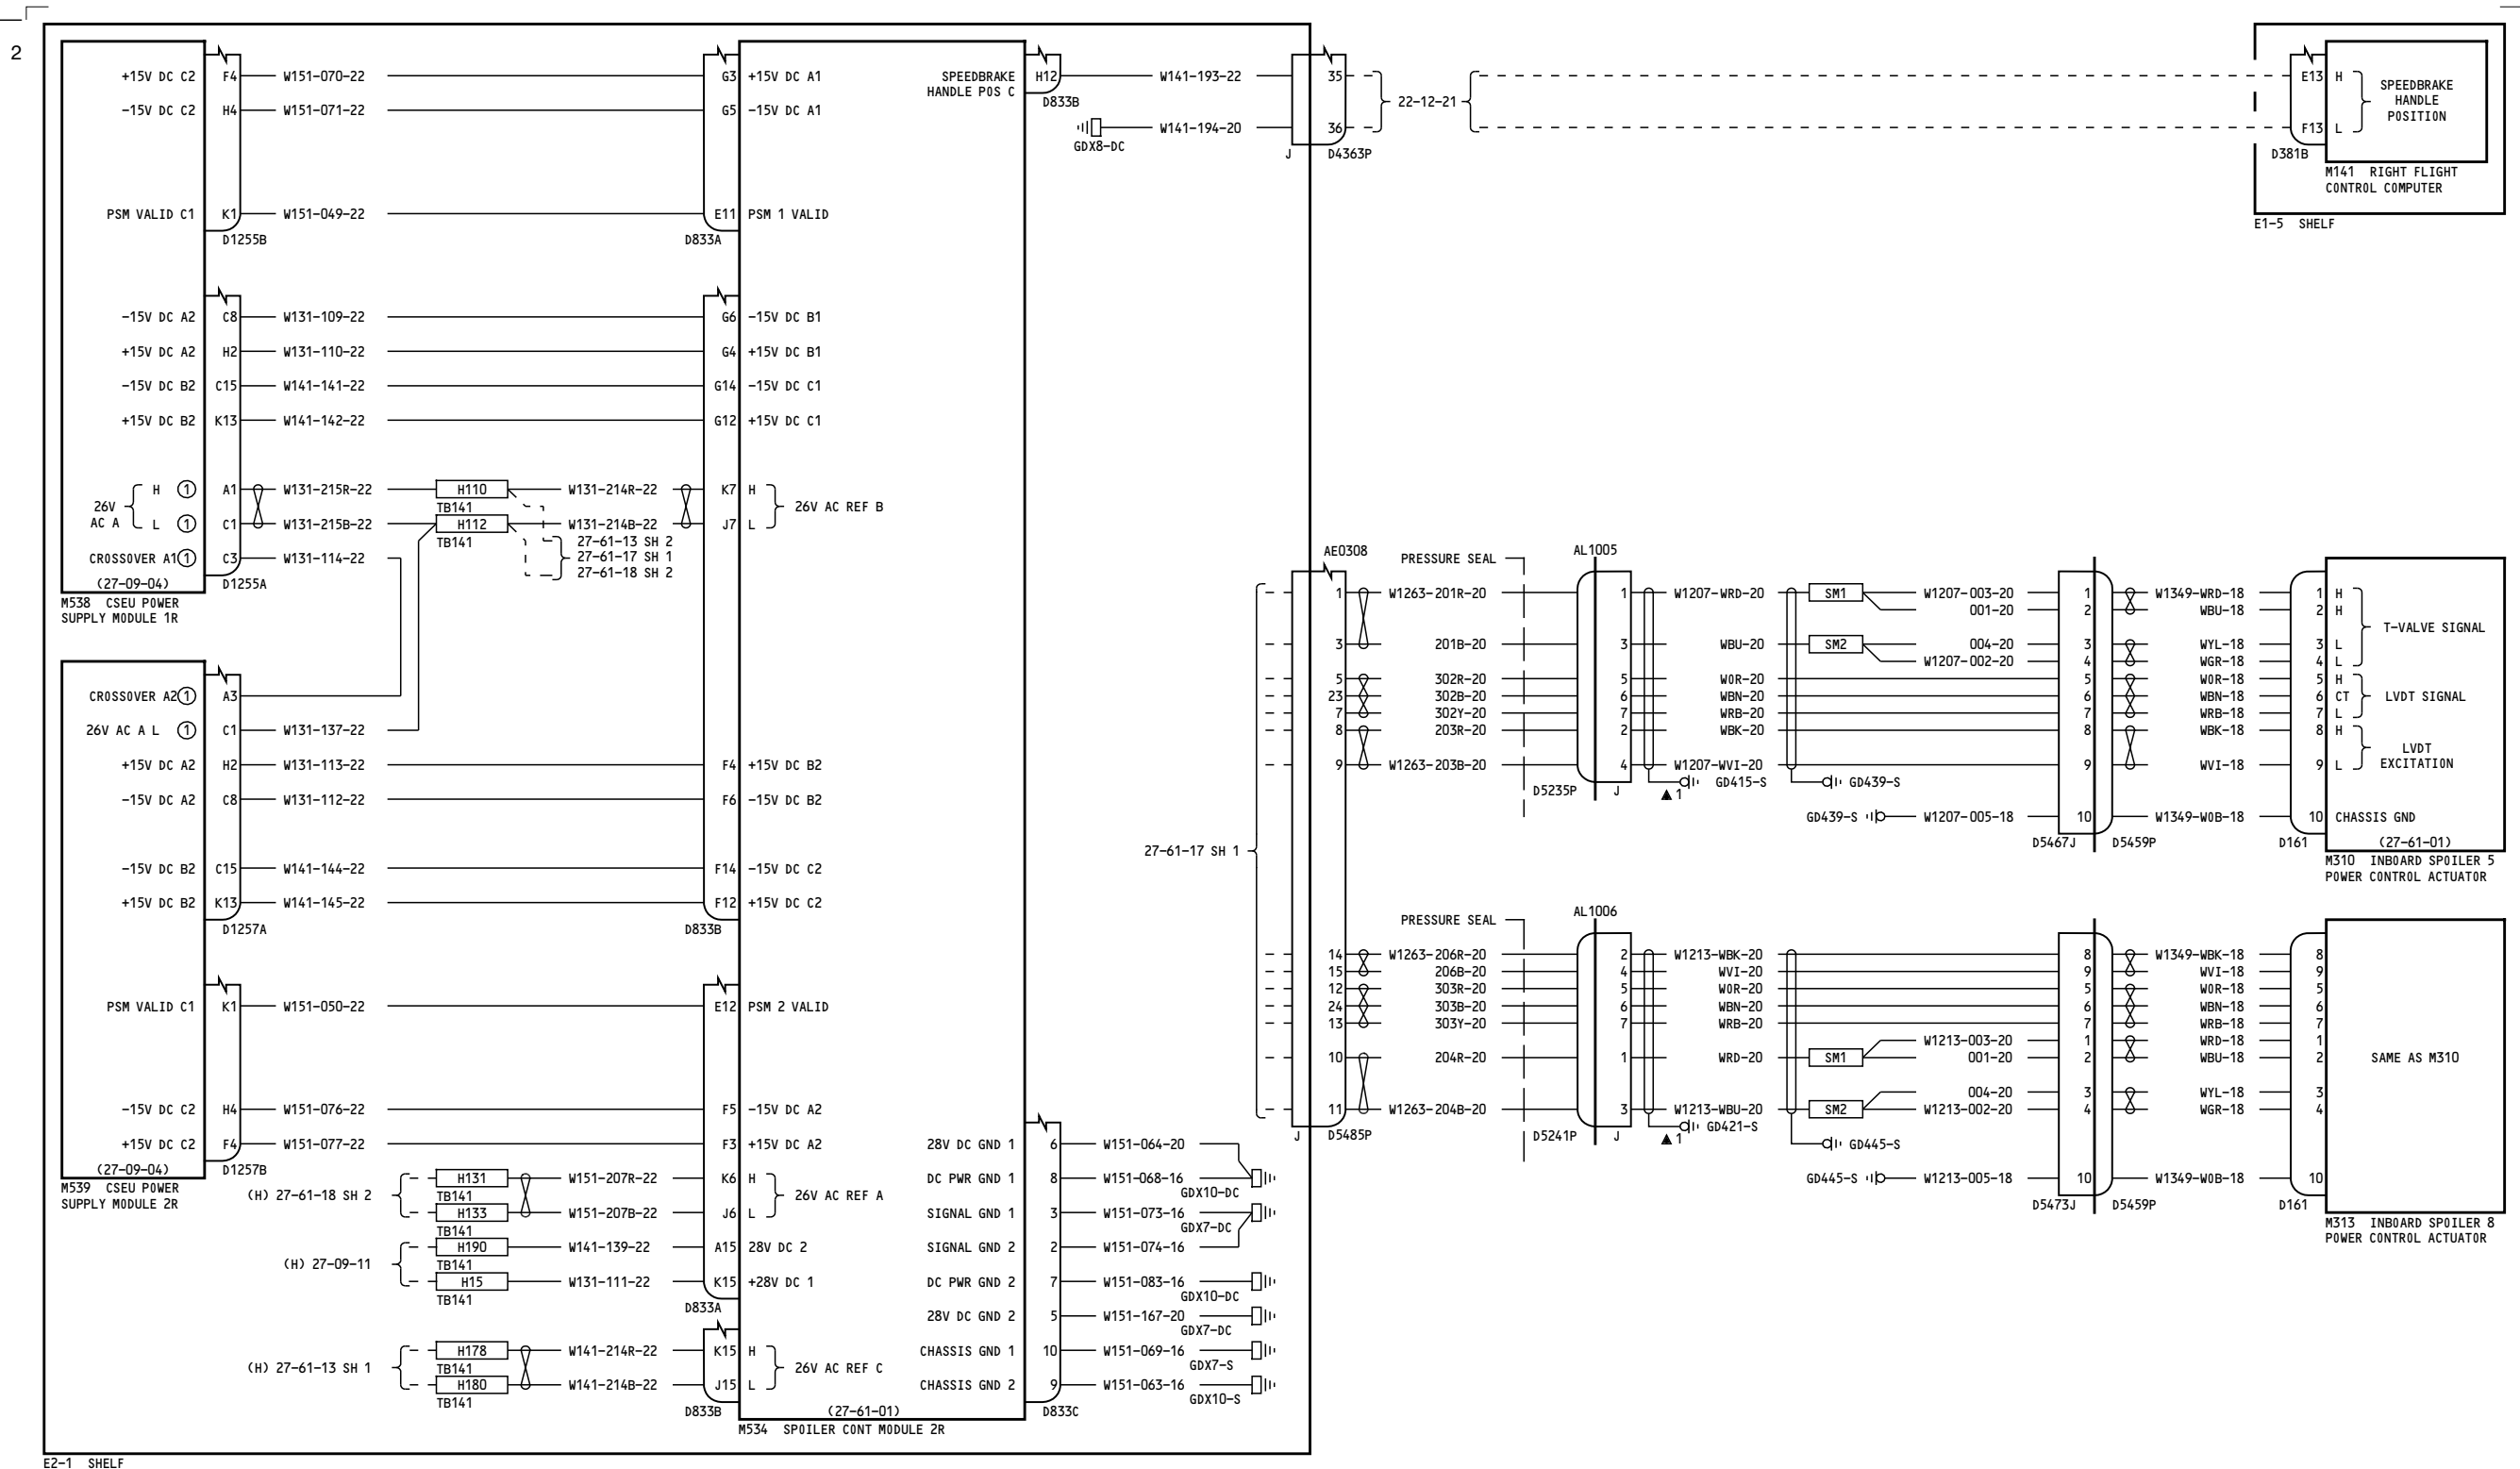 2
+15V DC C2 F4 W151-070-22 G3 +15V DC A1
-15V DC C2 H4 W151-071-22 G5 -15V DC A1
PSM VALID C1 K1 W151-049-22 E11 PSM 1 VALID
D1255B D833A
-15V DC A2 C8 W131-109-22 G6 -15V DC B1
+15V DC A2 H2 W131-110-22 G4 +15V DC B1
-15V DC B2 C15 W141-141-22 G14 -15V DC C1
+15V DC B2 K13 W141-142-22 G12 +15V DC C1
26V AC A
H 1 A1 W131-215R-22 H110 TB141 W131-214R-22 K7 H
L 1 C1 W131-215B-22 H112 TB141 W131-214B-22 J7 L
26V AC REF B
27-61-13 SH 2
27-61-17 SH 1
27-61-18 SH 2
CROSSOVER A1 1 C3 W131-114-22
(27-09-04) D1255A
M538 CSEU POWER
SUPPLY MODULE 1R
CROSSOVER A2 1 A3
26V AC A L 1 C1 W131-137-22
+15V DC A2 H2 W131-113-22 F4 +15V DC B2
-15V DC A2 C8 W131-112-22 F6 -15V DC B2
-15V DC B2 C15 W141-144-22 F14 -15V DC C2
+15V DC B2 K13 W141-145-22 F12 +15V DC C2
D1257A D833B
PSM VALID C1 K1 W151-050-22 E12 PSM 2 VALID
-15V DC C2 H4 W151-076-22 F5 -15V DC A2
+15V DC C2 F4 W151-077-22 F3 +15V DC A2
(27-09-04) D1257B
M539 CSEU POWER
SUPPLY MODULE 2R
(H) 27-61-18 SH 2
H131 TB141 W151-207R-22 K6 H
H133 TB141 W151-207B-22 J6 L
26V AC REF A
(H) 27-09-11
H190 TB141 W141-139-22 A15 28V DC 2
H15 TB141 W131-111-22 K15 +28V DC 1
D833A
(H) 27-61-13 SH 1
H178 TB141 W141-214R-22 K15 H
H180 TB141 W141-214B-22 J15 L
26V AC REF C
D833B
(27-61-01)
M534 SPOILER CONT MODULE 2R
E2-1 SHELF
SPEEDBRAKE
HANDLE POS C
H12 W141-193-22 35
D833B
GDX8-DC W141-194-20 36
J D4363P
22-12-21
E13 H
F13 L
SPEEDBRAKE
HANDLE
POSITION
D381B
M141 RIGHT FLIGHT
CONTROL COMPUTER
E1-5 SHELF
28V DC GND 1 6 W151-064-20
DC PWR GND 1 8 W151-068-16 GDX10-DC
SIGNAL GND 1 3 W151-073-16 GDX7-DC
SIGNAL GND 2 2 W151-074-16
DC PWR GND 2 7 W151-083-16 GDX10-DC
28V DC GND 2 5 W151-167-20 GDX7-DC
CHASSIS GND 1 10 W151-069-16 GDX7-S
CHASSIS GND 2 9 W151-063-16 GDX10-S
D833C
27-61-17 SH 1
AE0308 PRESSURE SEAL AL1005
1 W1263-201R-20 1 W1207-WRD-20 SM1 W1207-003-20 1 W1349-WRD-18 1 H
001-20 2 WBU-18 2 H
3 201B-20 3 WBU-20 SM2 004-20 3 WYL-18 3 L
W1207-002-20 4 WGR-18 4 L
T-VALVE SIGNAL
5 302R-20 5 WOR-20 5 WOR-18 5 H
23 302B-20 6 WBN-20 6 WBN-18 6 CT LVDT SIGNAL
7 302Y-20 7 WRB-20 7 WRB-18 7 L
8 203R-20 2 WBK-20 8 WBK-18 8 H
LVDT
EXCITATION
9 W1263-203B-20 4 W1207-WVI-20 9 WVI-18 9 L
D5235P J ▲ 1 GD415-S GD439-S
GD439-S W1207-005-18 10 W1349-WOB-18 10 CHASSIS GND
D5467J D5459P D161 (27-61-01)
M310 INBOARD SPOILER 5
POWER CONTROL ACTUATOR
PRESSURE SEAL AL1006
14 W1263-206R-20 2 W1213-WBK-20 8 W1349-WBK-18 8
15 206B-20 4 WVI-20 9 WVI-18 9
12 303R-20 5 WOR-20 5 WOR-18 5
24 303B-20 6 WBN-20 6 WBN-18 6
13 303Y-20 7 WRB-20 7 WRB-18 7
W1213-003-20 1 WRD-18 1
10 204R-20 1 WRD-20 SM1 001-20 2 WBU-18 2
SAME AS M310
004-20 3 WYL-18 3
11 W1263-204B-20 3 W1213-WBU-20 SM2 W1213-002-20 4 WGR-18 4
J D5485P D5241P J ▲ 1 GD421-S GD445-S
GD445-S W1213-005-18 10 W1349-WOB-18 10
D5473J D5459P D161
M313 INBOARD SPOILER 8
POWER CONTROL ACTUATOR